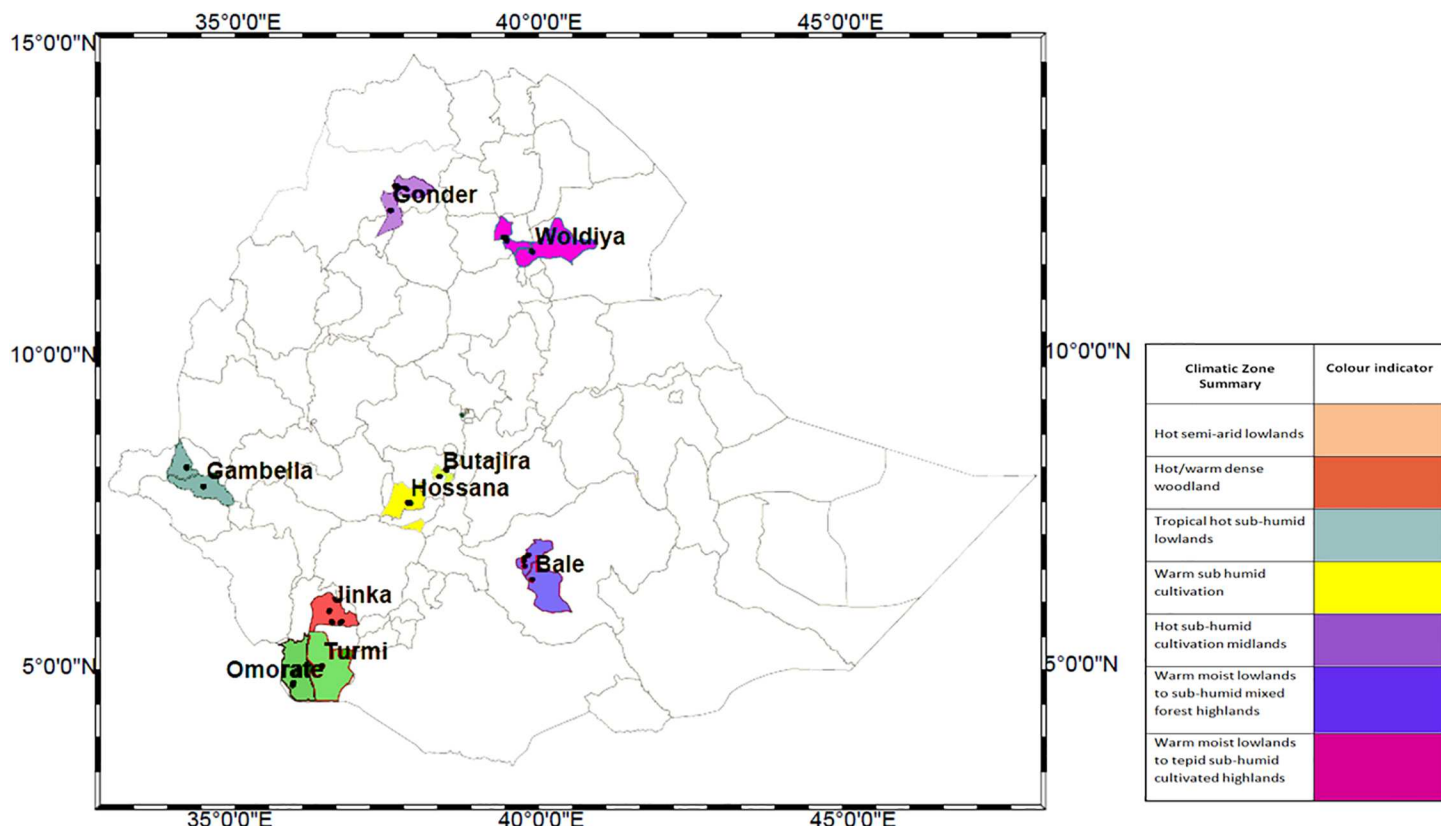 35°0'0"E
40°0'0"E
45°0'0"E
15°0'0"N
Gonder
Woldiya
10°0'0"N
10°0'0"N
Gambella
Butajira
Hossana
Bale
Jinka
Turmi
Omorate
5°0'0"N
5°0'0"N
35°0'0"E
40°0'0"E
45°0'0"E
Climatic Zone
Summary
Colour indicator
Hot semi-arid lowlands
Hot/warm dense
woodland
Tropical hot sub-humid
lowlands
Warm sub humid
cultivation
Hot sub-humid
cultivation midlands
Warm moist lowlands
to sub-humid mixed
forest highlands
Warm moist lowlands
to tepid sub-humid
cultivated highlands